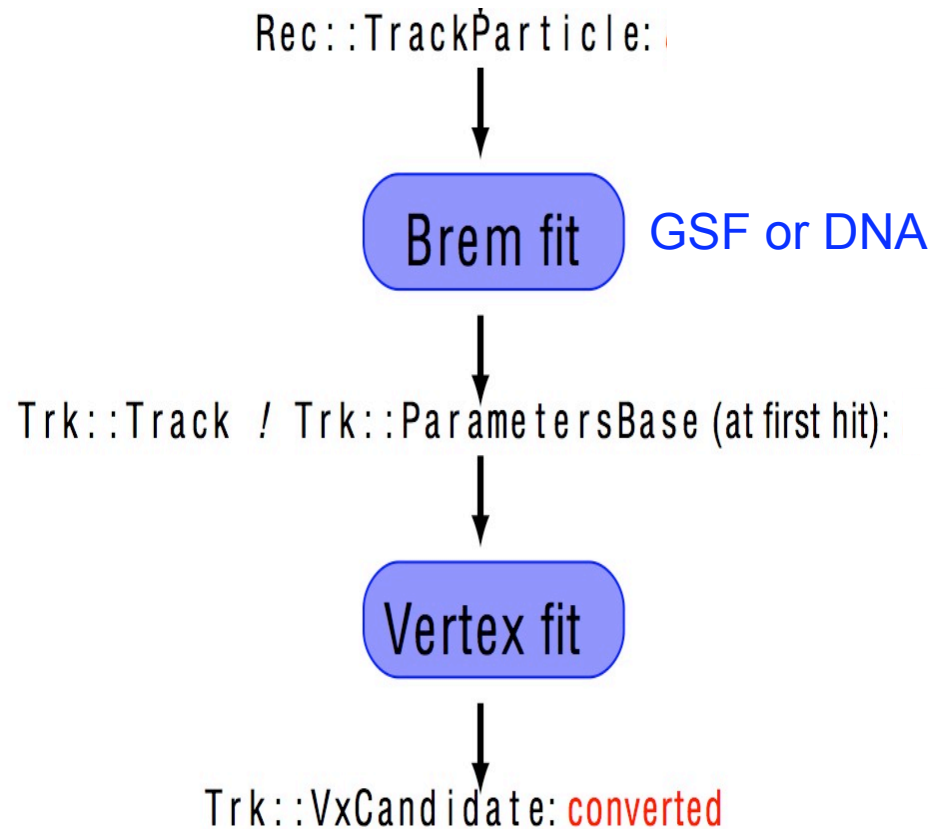 Rec::TrackParticle:
Brem fit
GSF or DNA
Trk::Track ! Trk::ParametersBase (at first hit):
Vertex fit
Trk::VxCandidate: converted